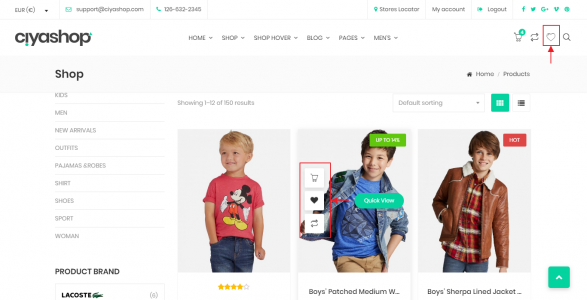 EUR (€) support@ciyashop.com 126-632-2345 Stores Locator My account Logout
ciyashop
HOME SHOP SHOP HOVER BLOG PAGES MEN'S
4
Shop
Home / Products
KIDS
MEN
NEW ARRIVALS
OUTFITS
PAJAMAS &ROBES
SHIRT
SHOES
SPORT
WOMAN
PRODUCT BRAND
LACOSTE (6)
Showing 1–12 of 150 results
Default sorting
UP TO 14%
HOT
Quick View
Boys' Patched Medium W...
Boys' Sherpa Lined Jacket ...